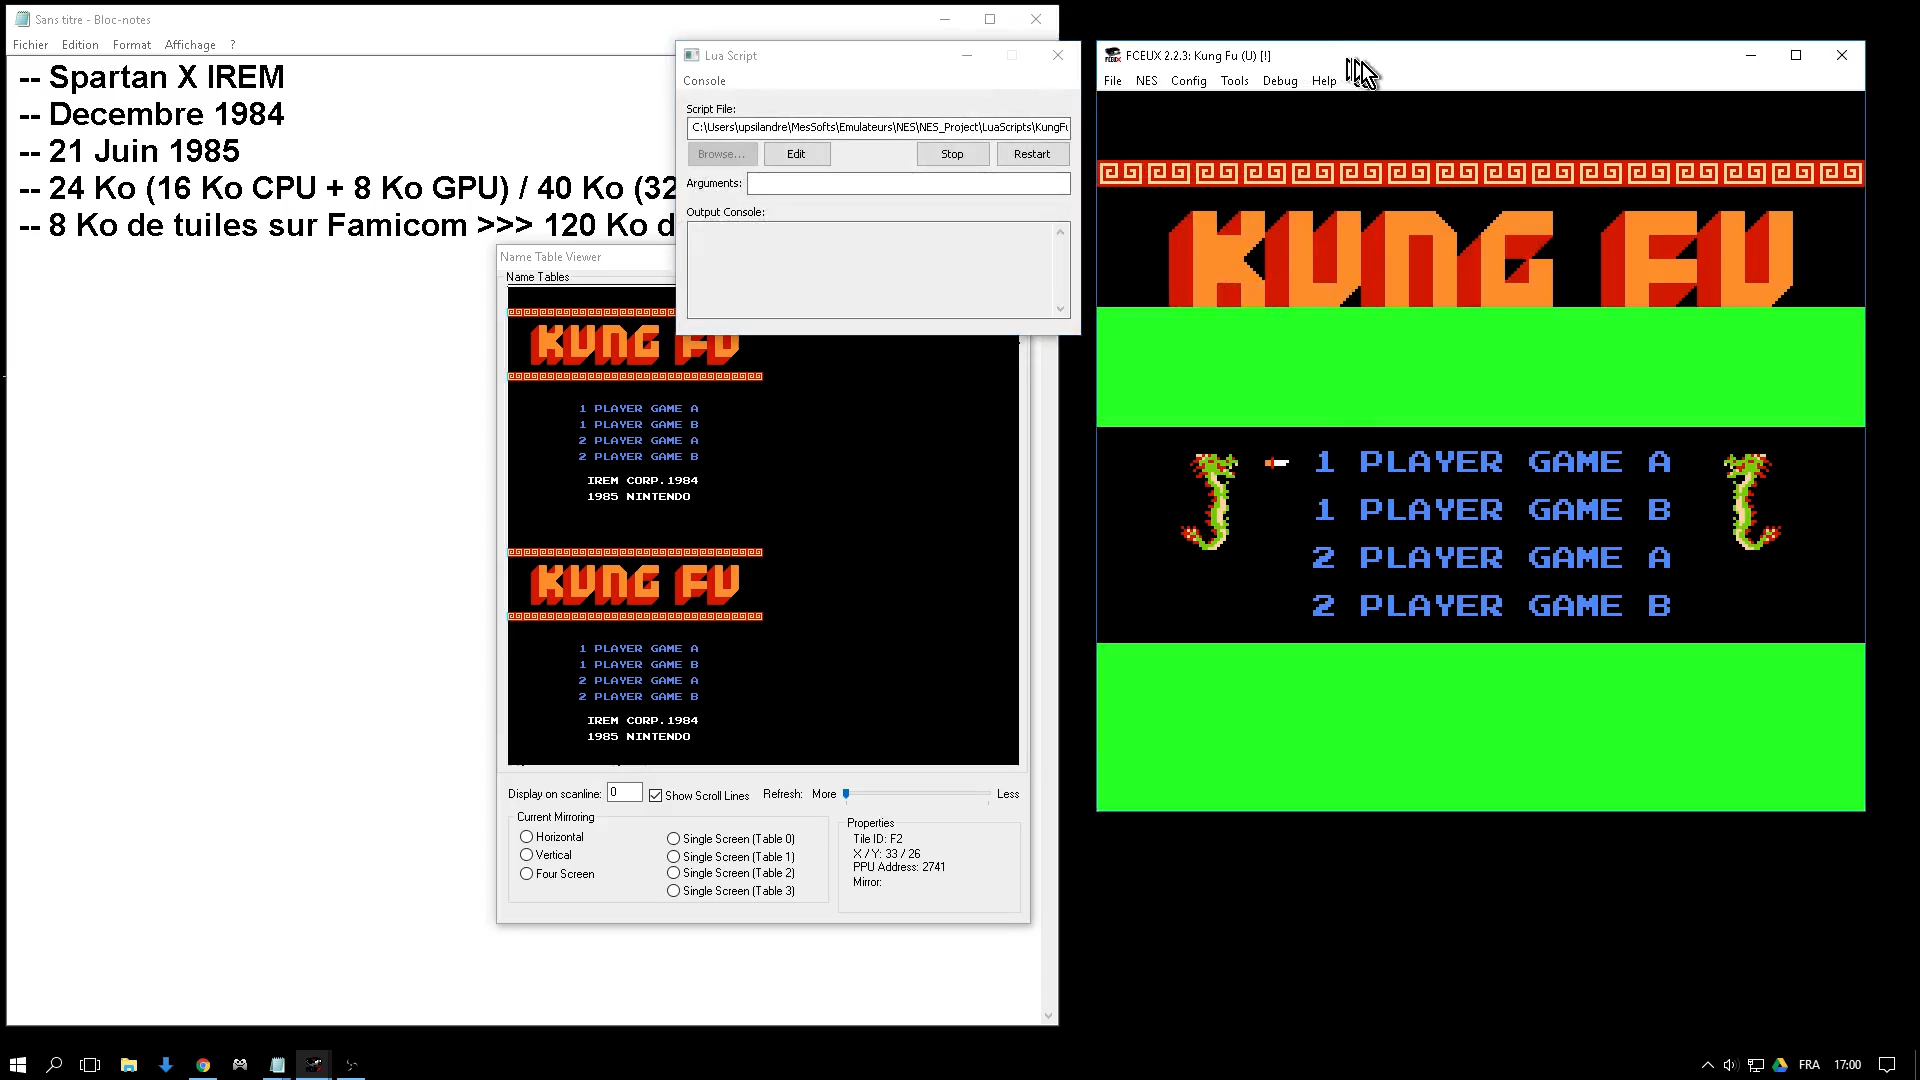 Sans titre - Bloc-notes
Fichier Edition Format Affichage ?
-- Spartan X IREM
-- Decembre 1984
-- 21 Juin 1985
-- 24 Ko (16 Ko CPU + 8 Ko GPU) / 40 Ko (32
-- 8 Ko de tuiles sur Famicom >>> 120 Ko d
Lua Script
Console
Script File:
C:\Users\upsilandre\MesSofts\Emulateurs\NES\NES_Project\LuaScripts\KungFu
Browse... Edit Stop Restart
Arguments:
Output Console:
Name Table Viewer
Name Tables
KUNG FU
1 PLAYER GAME A
1 PLAYER GAME B
2 PLAYER GAME A
2 PLAYER GAME B
IREM CORP.1984
1985 NINTENDO
KUNG FU
1 PLAYER GAME A
1 PLAYER GAME B
2 PLAYER GAME A
2 PLAYER GAME B
IREM CORP.1984
1985 NINTENDO
Display on scanline: 0 Show Scroll Lines Refresh: More Less
Current Mirroring
Horizontal
Vertical
Four Screen
Single Screen (Table 0)
Single Screen (Table 1)
Single Screen (Table 2)
Single Screen (Table 3)
Properties
Tile ID: F2
X / Y: 33 / 26
PPU Address: 2741
Mirror:
FCEUX 2.2.3: Kung Fu (U) [!]
File NES Config Tools Debug Help
KUNG FU
1 PLAYER GAME A
1 PLAYER GAME B
2 PLAYER GAME A
2 PLAYER GAME B
FRA 17:00